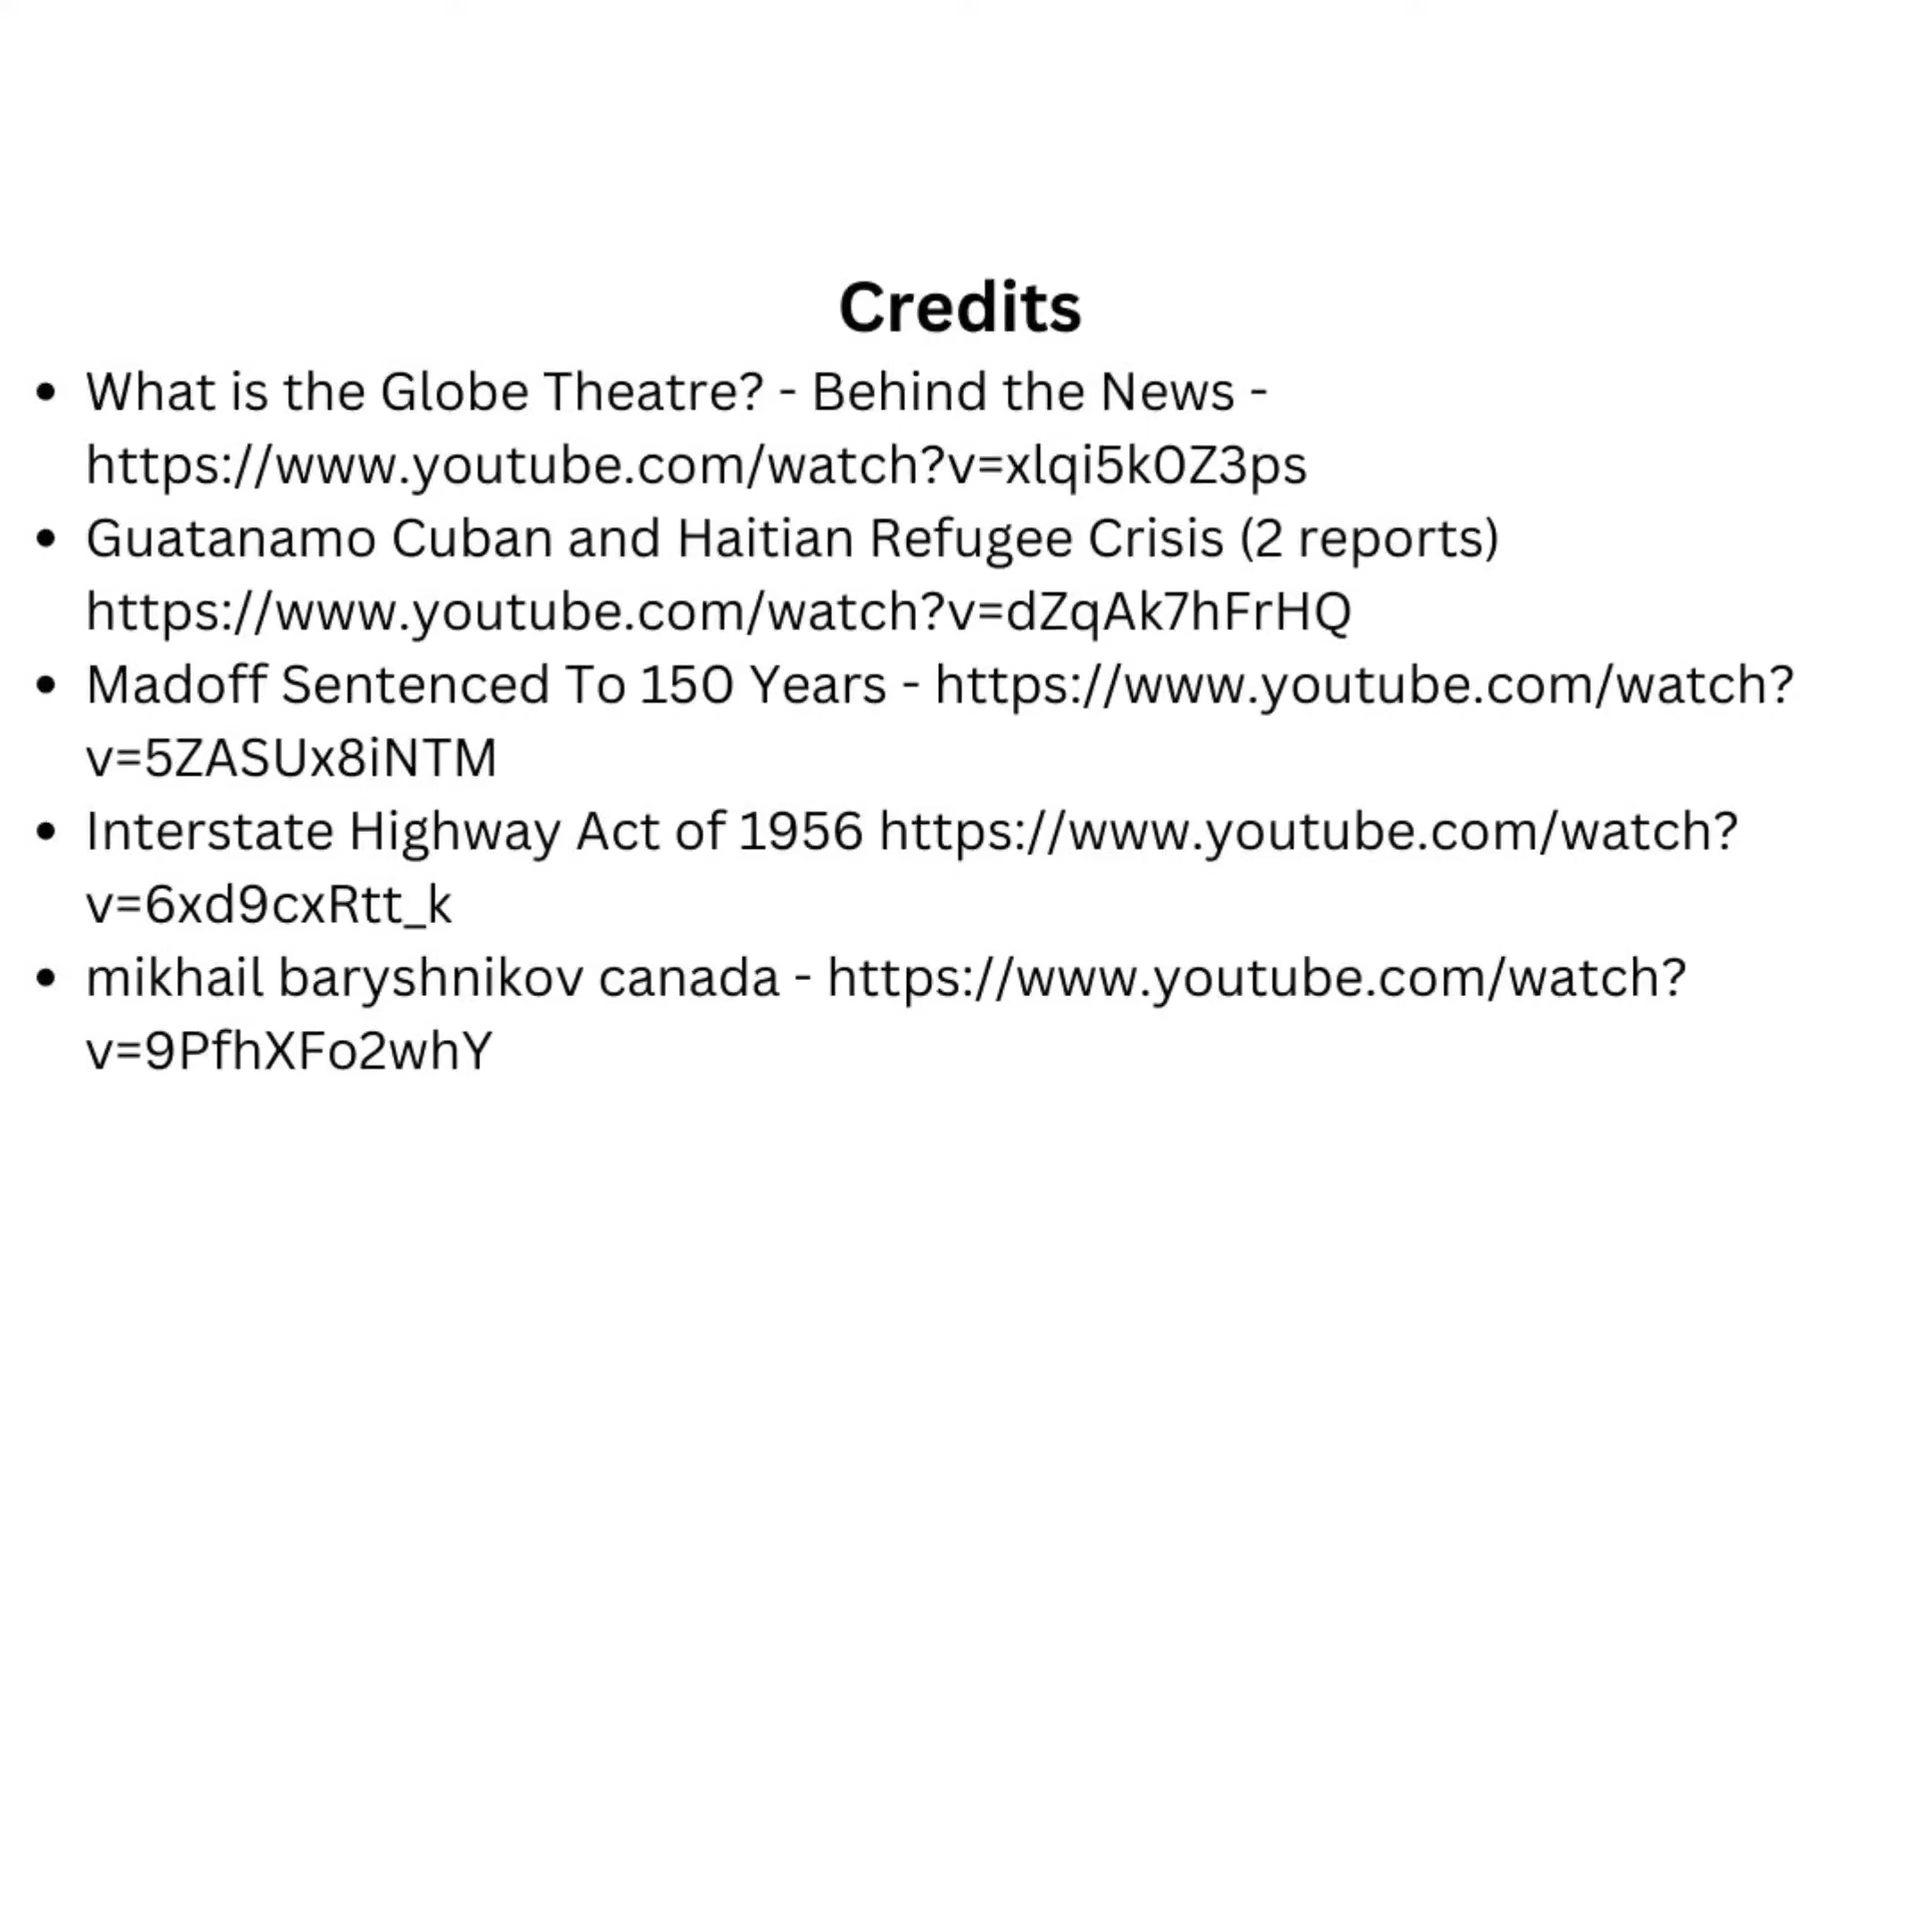 Credits
• What is the Globe Theatre? - Behind the News -
https://www.youtube.com/watch?v=xlqi5kOZ3ps
• Guatanamo Cuban and Haitian Refugee Crisis (2 reports)
https://www.youtube.com/watch?v=dZqAk7hFrHQ
• Madoff Sentenced To 150 Years - https://www.youtube.com/watch?
v=5ZASUx8iNTM
• Interstate Highway Act of 1956 https://www.youtube.com/watch?
v=6xd9cxRtt_k
• mikhail baryshnikov canada - https://www.youtube.com/watch?
v=9PfhXFo2whY